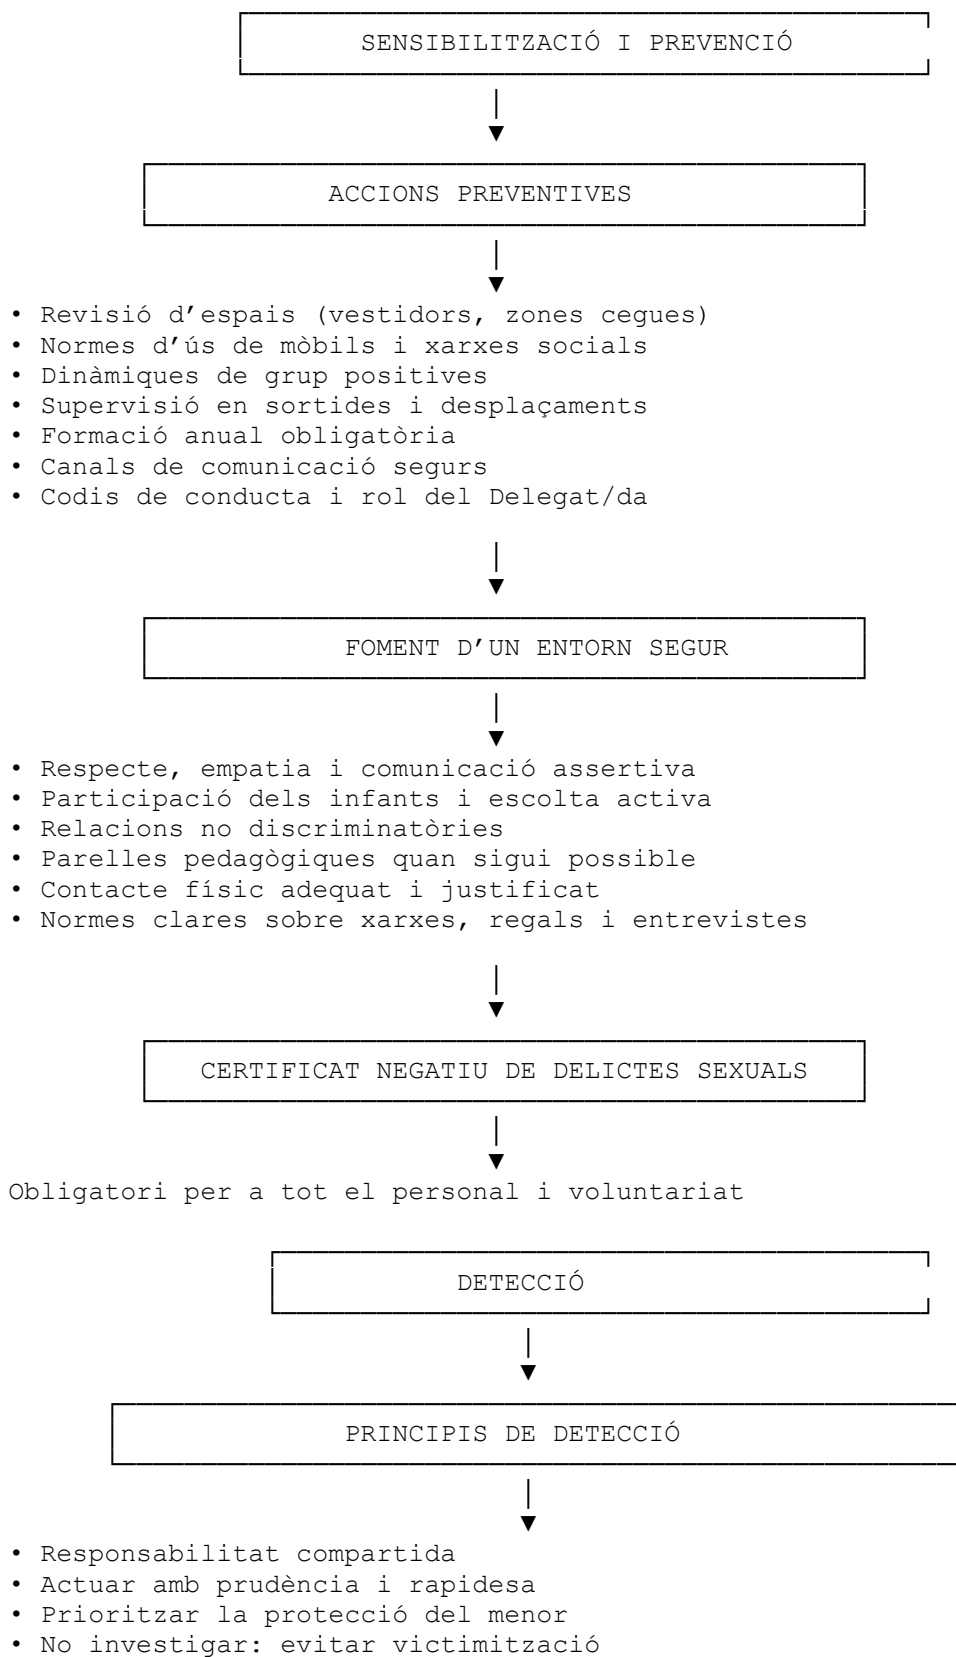 SENSIBILITZACIÓ I PREVENCIÓ
ACCIONS PREVENTIVES
• Revisió d’espais (vestidors, zones cegues)
• Normes d’ús de mòbils i xarxes socials
• Dinàmiques de grup positives
• Supervisió en sortides i desplaçaments
• Formació anual obligatòria
• Canals de comunicació segurs
• Codis de conducta i rol del Delegat/da
FOMENT D’UN ENTORN SEGUR
• Respecte, empatia i comunicació assertiva
• Participació dels infants i escolta activa
• Relacions no discriminatòries
• Parelles pedagògiques quan sigui possible
• Contacte físic adequat i justificat
• Normes clares sobre xarxes, regals i entrevistes
CERTIFICAT NEGATIU DE DELICTES SEXUALS
Obligatori per a tot el personal i voluntariat
DETECCIÓ
PRINCIPIS DE DETECCIÓ
• Responsabilitat compartida
• Actuar amb prudència i rapidesa
• Prioritzar la protecció del menor
• No investigar: evitar victimització